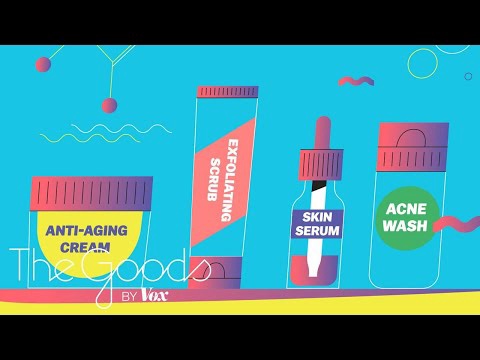 ANTI-AGING
CREAM
EXFOLIATING
SCRUB
SKIN
SERUM
ACNE
WASH
The Goods
BY Vox